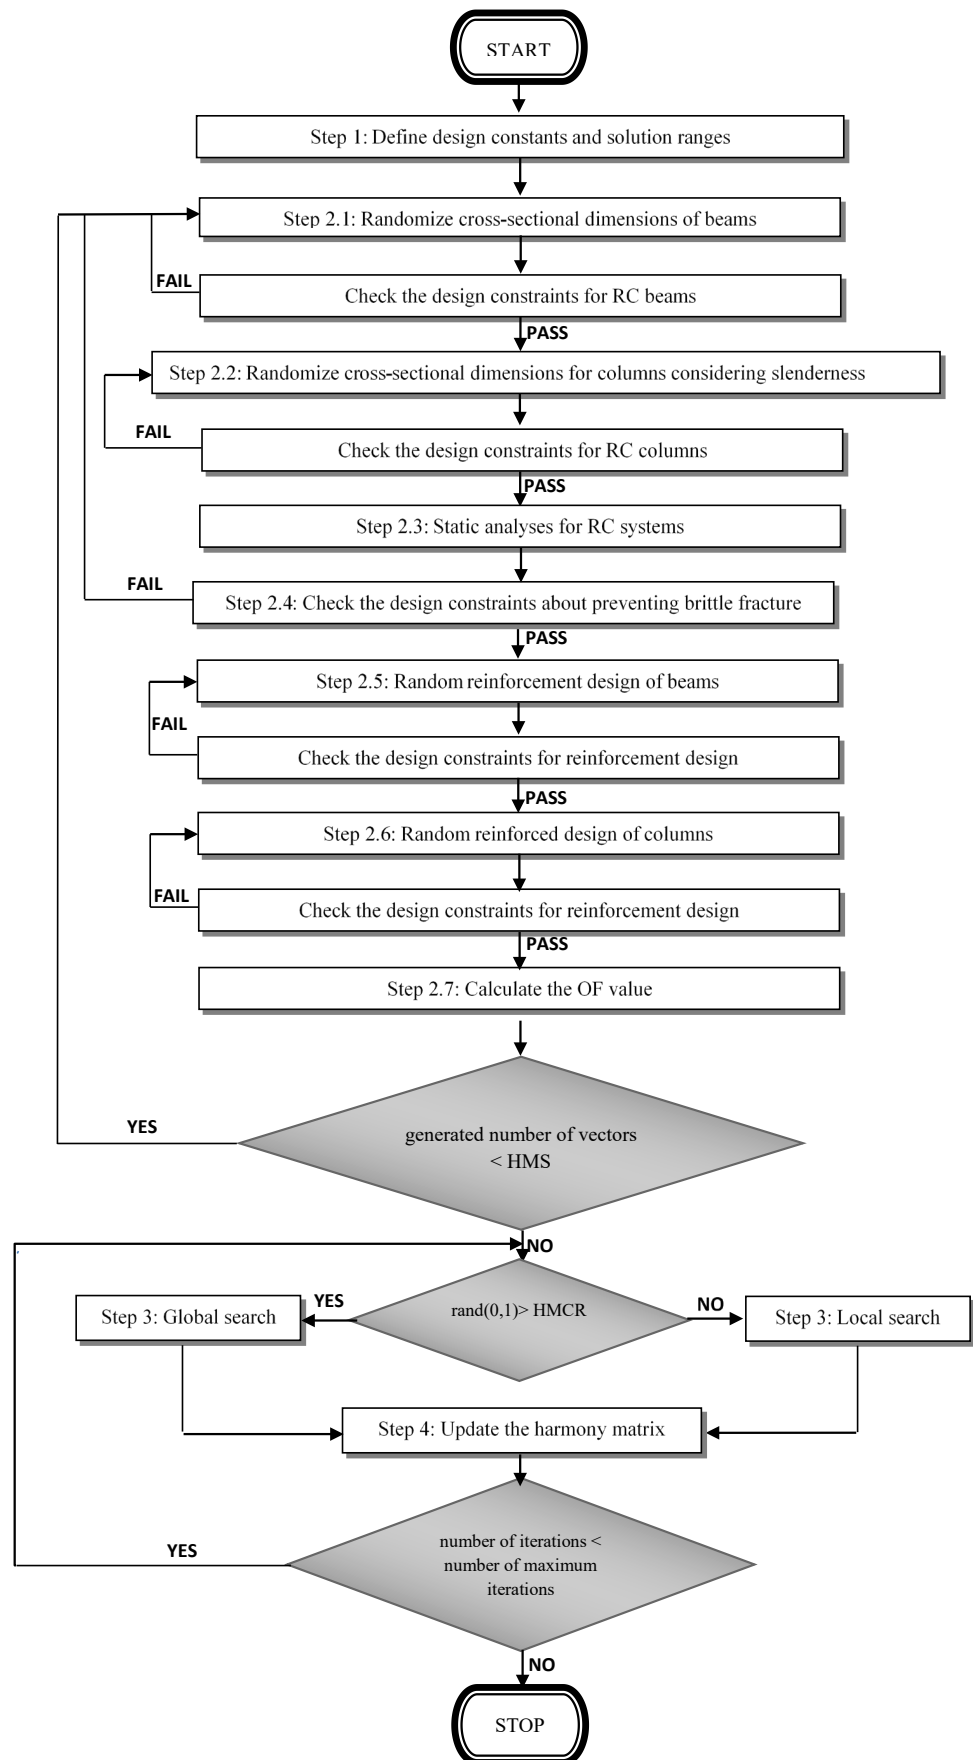 START
Step 1: Define design constants and solution ranges
Step 2.1: Randomize cross-sectional dimensions of beams
FAIL
Check the design constraints for RC beams
PASS
Step 2.2: Randomize cross-sectional dimensions for columns considering slenderness
FAIL
Check the design constraints for RC columns
PASS
Step 2.3: Static analyses for RC systems
FAIL
Step 2.4: Check the design constraints about preventing brittle fracture
PASS
Step 2.5: Random reinforcement design of beams
FAIL
Check the design constraints for reinforcement design
PASS
Step 2.6: Random reinforced design of columns
FAIL
Check the design constraints for reinforcement design
PASS
Step 2.7: Calculate the OF value
YES
generated number of vectors
< HMS
NO
rand(0,1)> HMCR
YES
NO
Step 3: Global search
Step 3: Local search
Step 4: Update the harmony matrix
YES
number of iterations <
number of maximum
iterations
NO
STOP